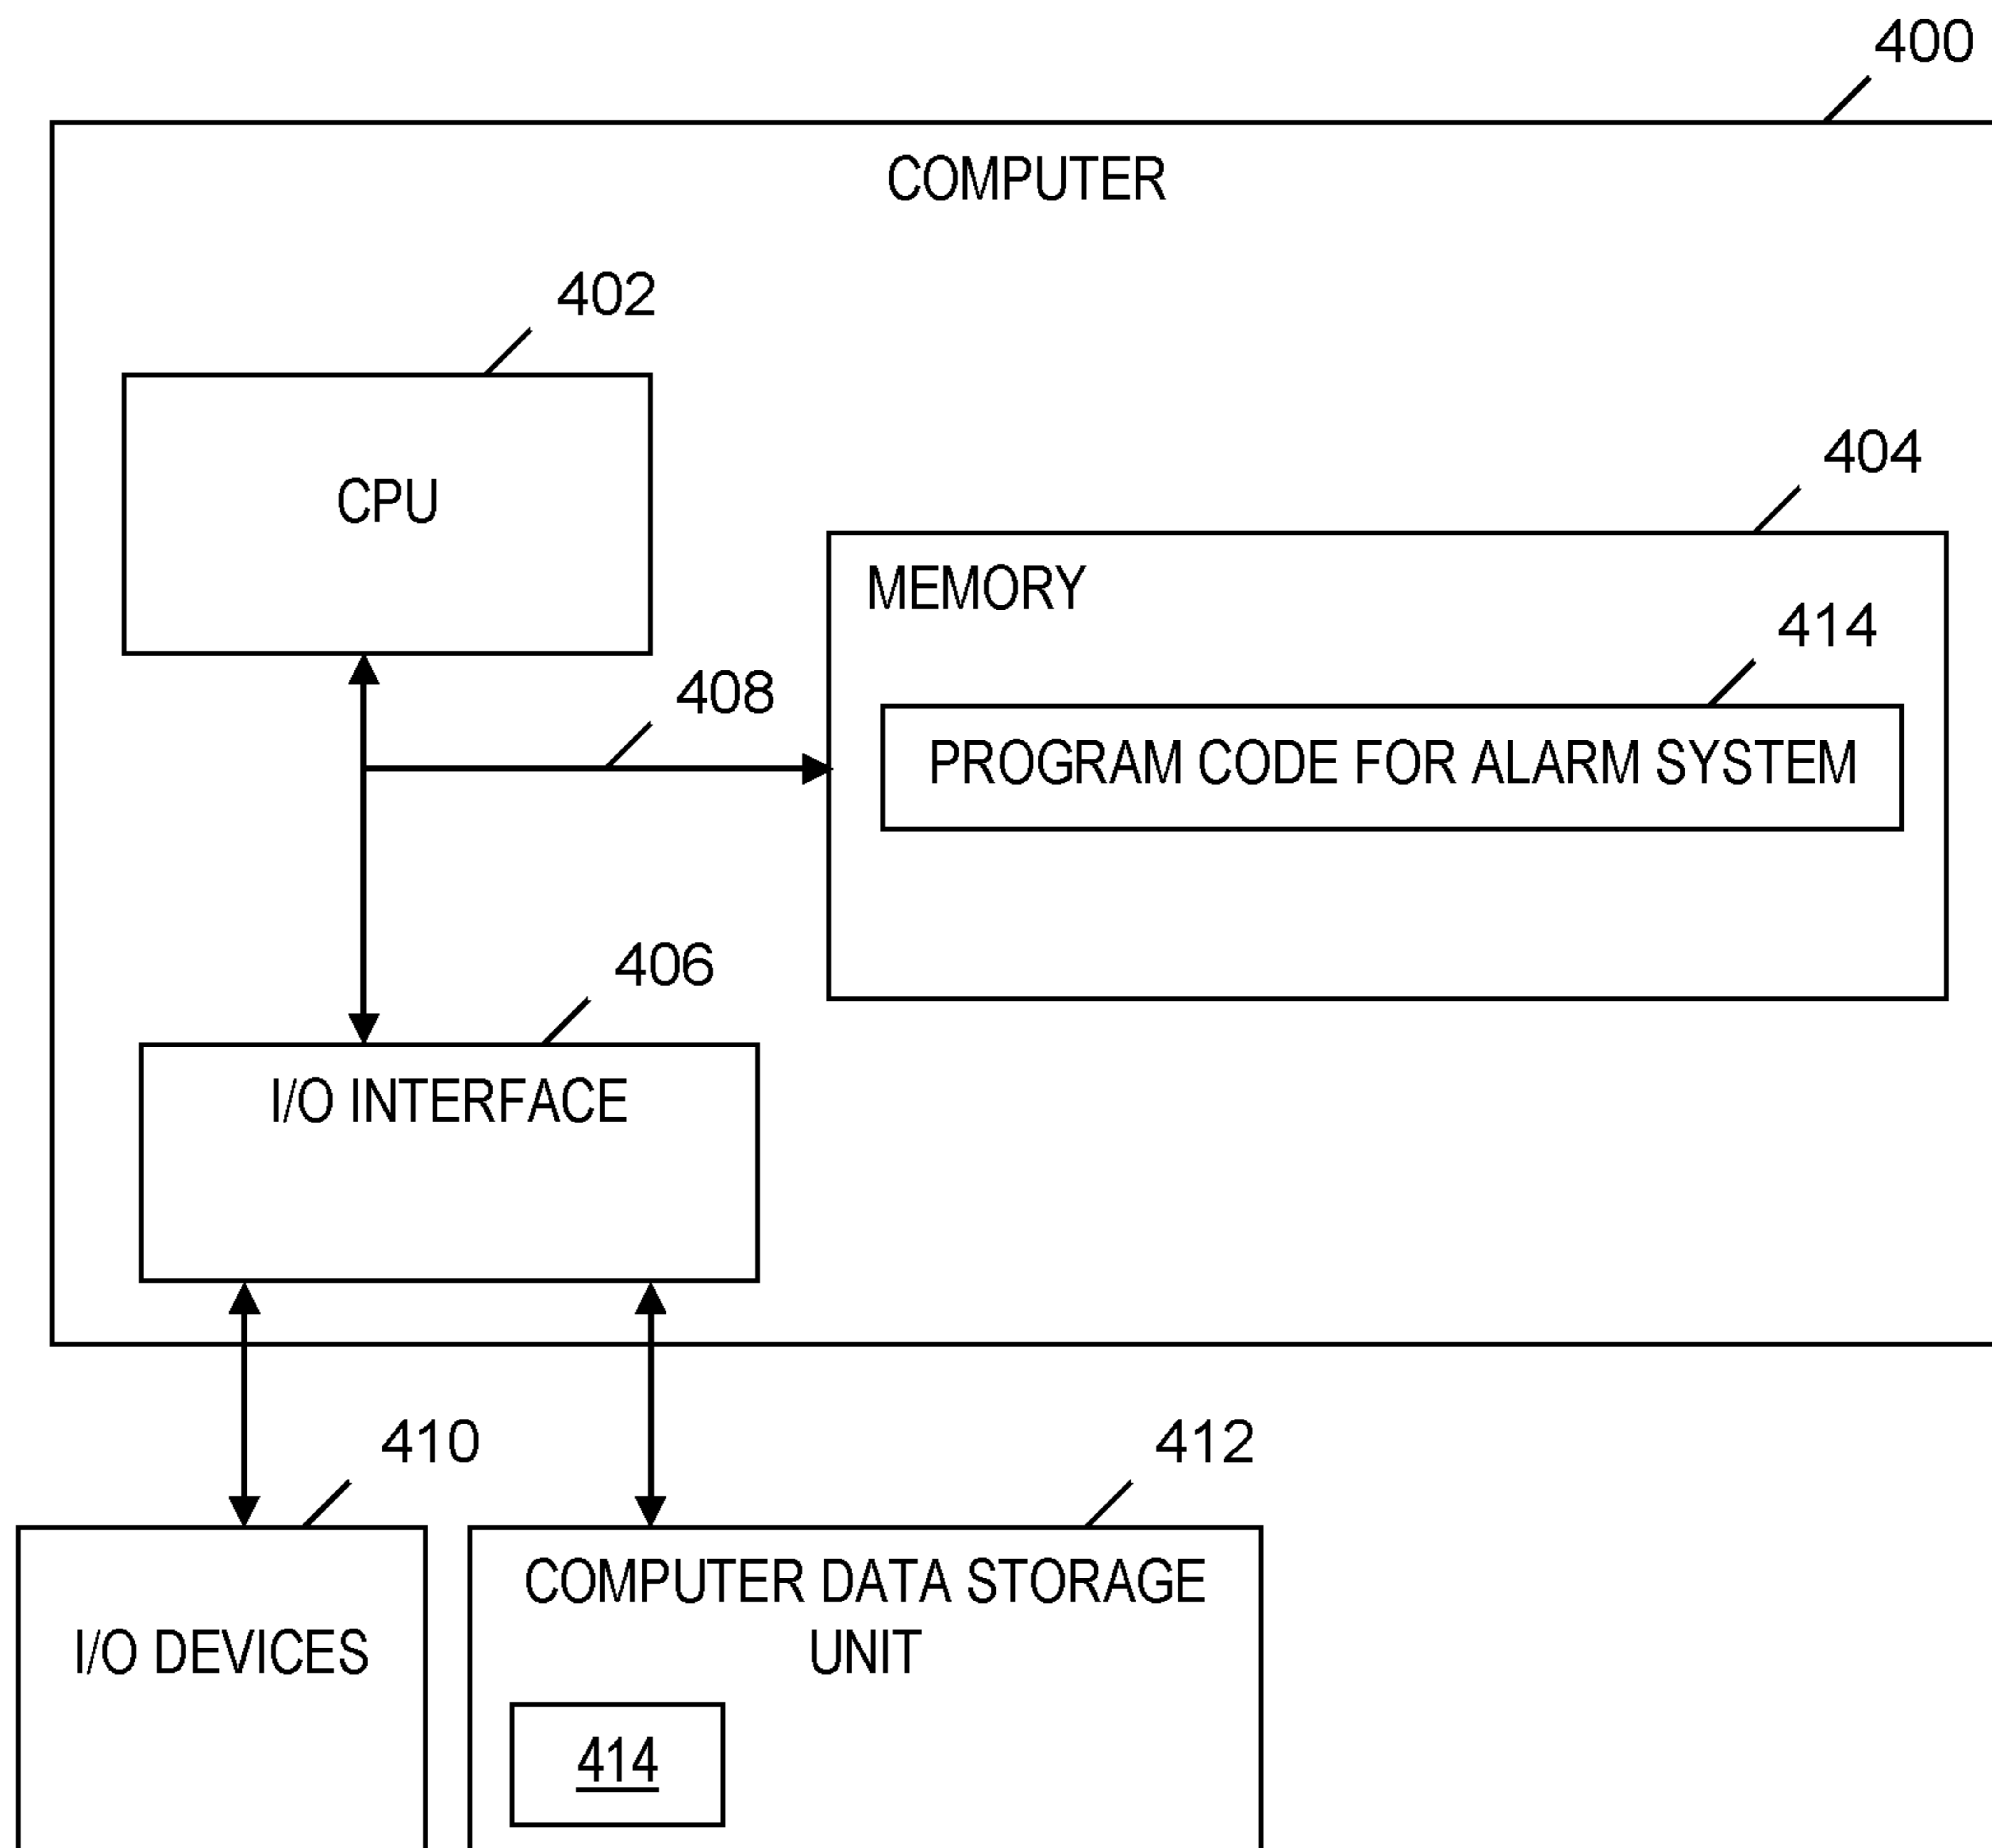 400
COMPUTER
402
CPU
404
MEMORY
414
408
PROGRAM CODE FOR ALARM SYSTEM
406
I/O INTERFACE
410
412
I/O DEVICES
COMPUTER DATA STORAGE
UNIT
414